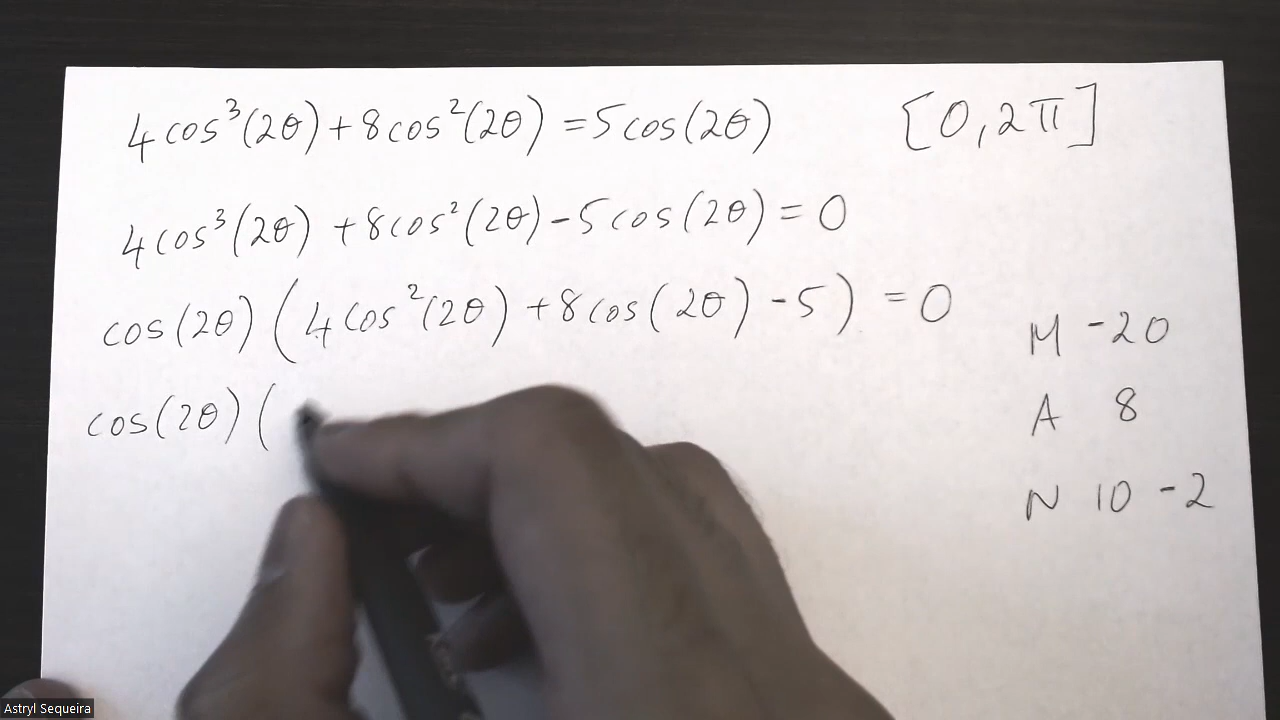 4cos³(2θ)+8cos²(2θ) =5cos(2θ) [0,2π]
4cos³(2θ) +8cos²(2θ)-5cos(2θ)=0
cos(2θ)(4cos²(2θ)+8cos(2θ)-5) =0
M -20
cos(2θ)(
A 8
N 10 -2
Astryl Sequeira